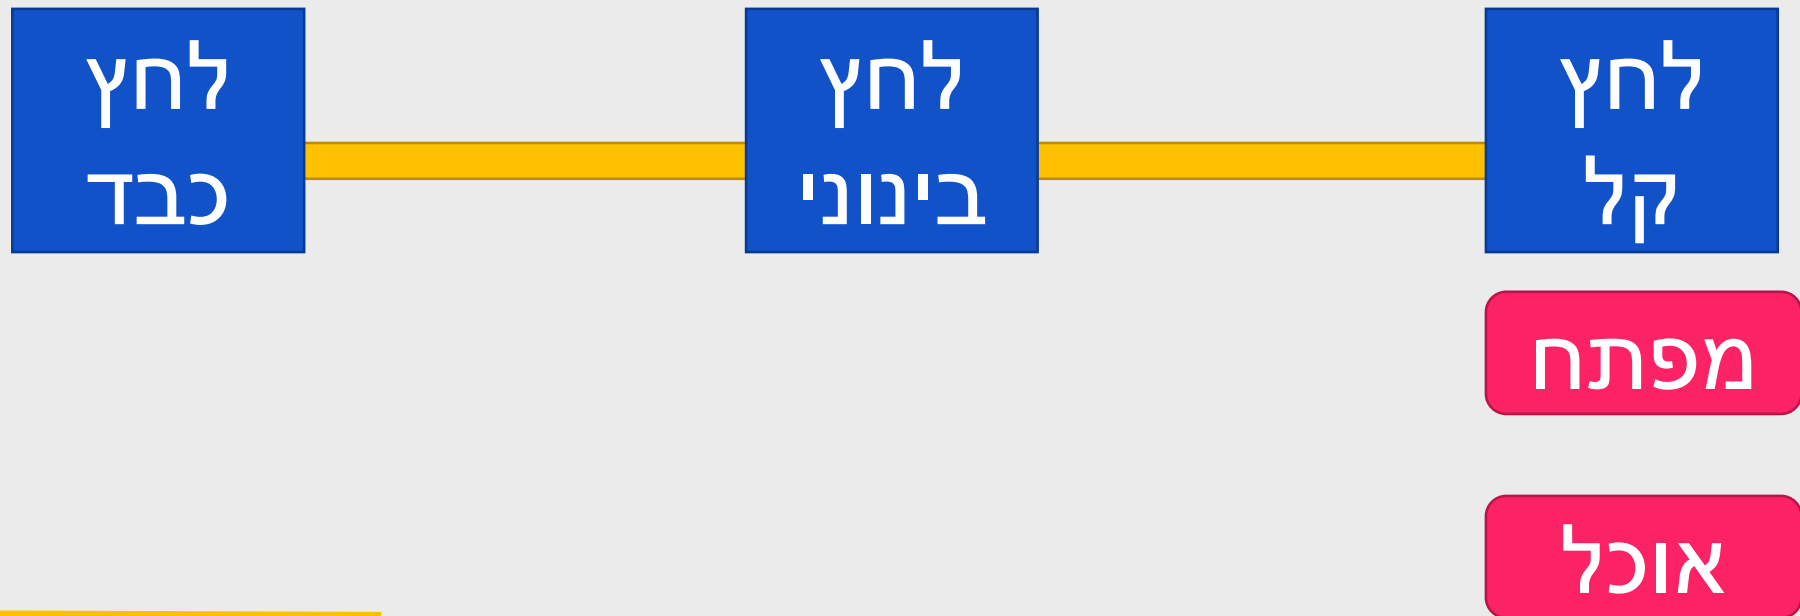 לחץ
קל
לחץ
בינוני
לחץ
כבד
מפתח
אוכל